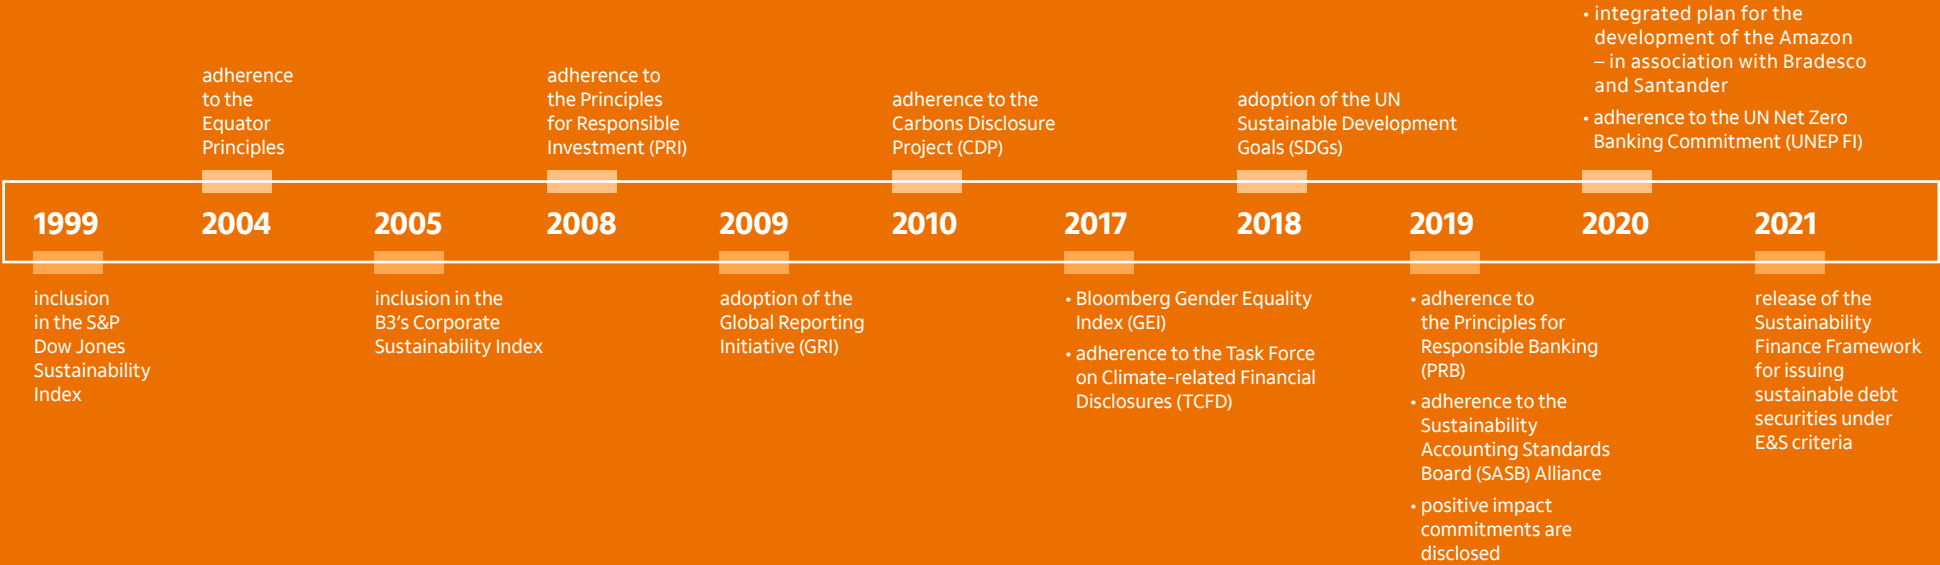 • integrated plan for the
development of the Amazon
– in association with Bradesco
and Santander
• adherence to the UN Net Zero
Banking Commitment (UNEP FI)
adherence
to the
Equator
Principles
adherence to
the Principles
for Responsible
Investment (PRI)
adherence to the
Carbons Disclosure
Project (CDP)
adoption of the UN
Sustainable Development
Goals (SDGs)
1999 2004 2005 2008 2009 2010 2017 2018 2019 2020 2021
inclusion
in the S&P
Dow Jones
Sustainability
Index
inclusion in the
B3's Corporate
Sustainability Index
adoption of the
Global Reporting
Initiative (GRI)
• Bloomberg Gender Equality
Index (GEI)
• adherence to the Task Force
on Climate-related Financial
Disclosures (TCFD)
• adherence to
the Principles for
Responsible Banking
(PRB)
• adherence to the
Sustainability
Accounting Standards
Board (SASB) Alliance
• positive impact
commitments are
disclosed
release of the
Sustainability
Finance Framework
for issuing
sustainable debt
securities under
E&S criteria